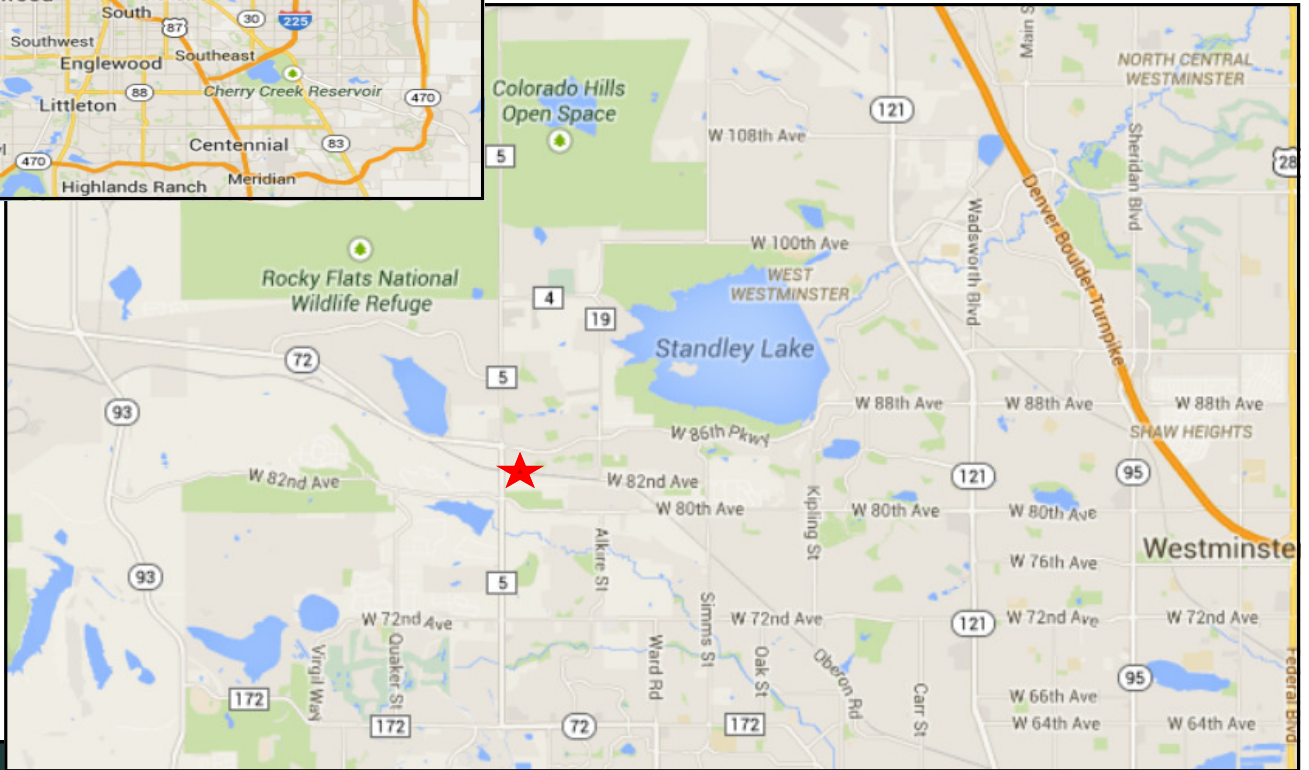 South
87
30
225
Southwest
Southeast
Englewood
Cherry Creek Reservoir
88
Littleton
470
Centennial
83
470
Highlands Ranch
Meridian
Colorado Hills
Open Space
5
W 108th Ave
121
Main S
NORTH CENTRAL
WESTMINSTER
Sheridan Blvd
28
Denver Boulder Turnpike
Wadsworth Blvd
W 100th Ave
WEST
WESTMINSTER
Rocky Flats National
Wildlife Refuge
4
19
Standley Lake
72
5
93
W 88th Ave
W 88th Ave
W 88th Ave
SHAW HEIGHTS
W 86th Pkwy
W 82nd Ave
W 82nd Ave
121
95
W 80th Ave
W 80th Ave
W 80th Ave
Kipling St
Alkire St
Westminste
W 76th Ave
93
5
W 72nd Ave
Simms St
W 72nd Ave
121
W 72nd Ave
W 72nd Ave
Virgil Way
Quaker St
Ward Rd
Oak St
Oberon Rd
Carr St
95
Federal Blvd
172
172
72
172
W 66th Ave
W 64th Ave
W 64th Ave